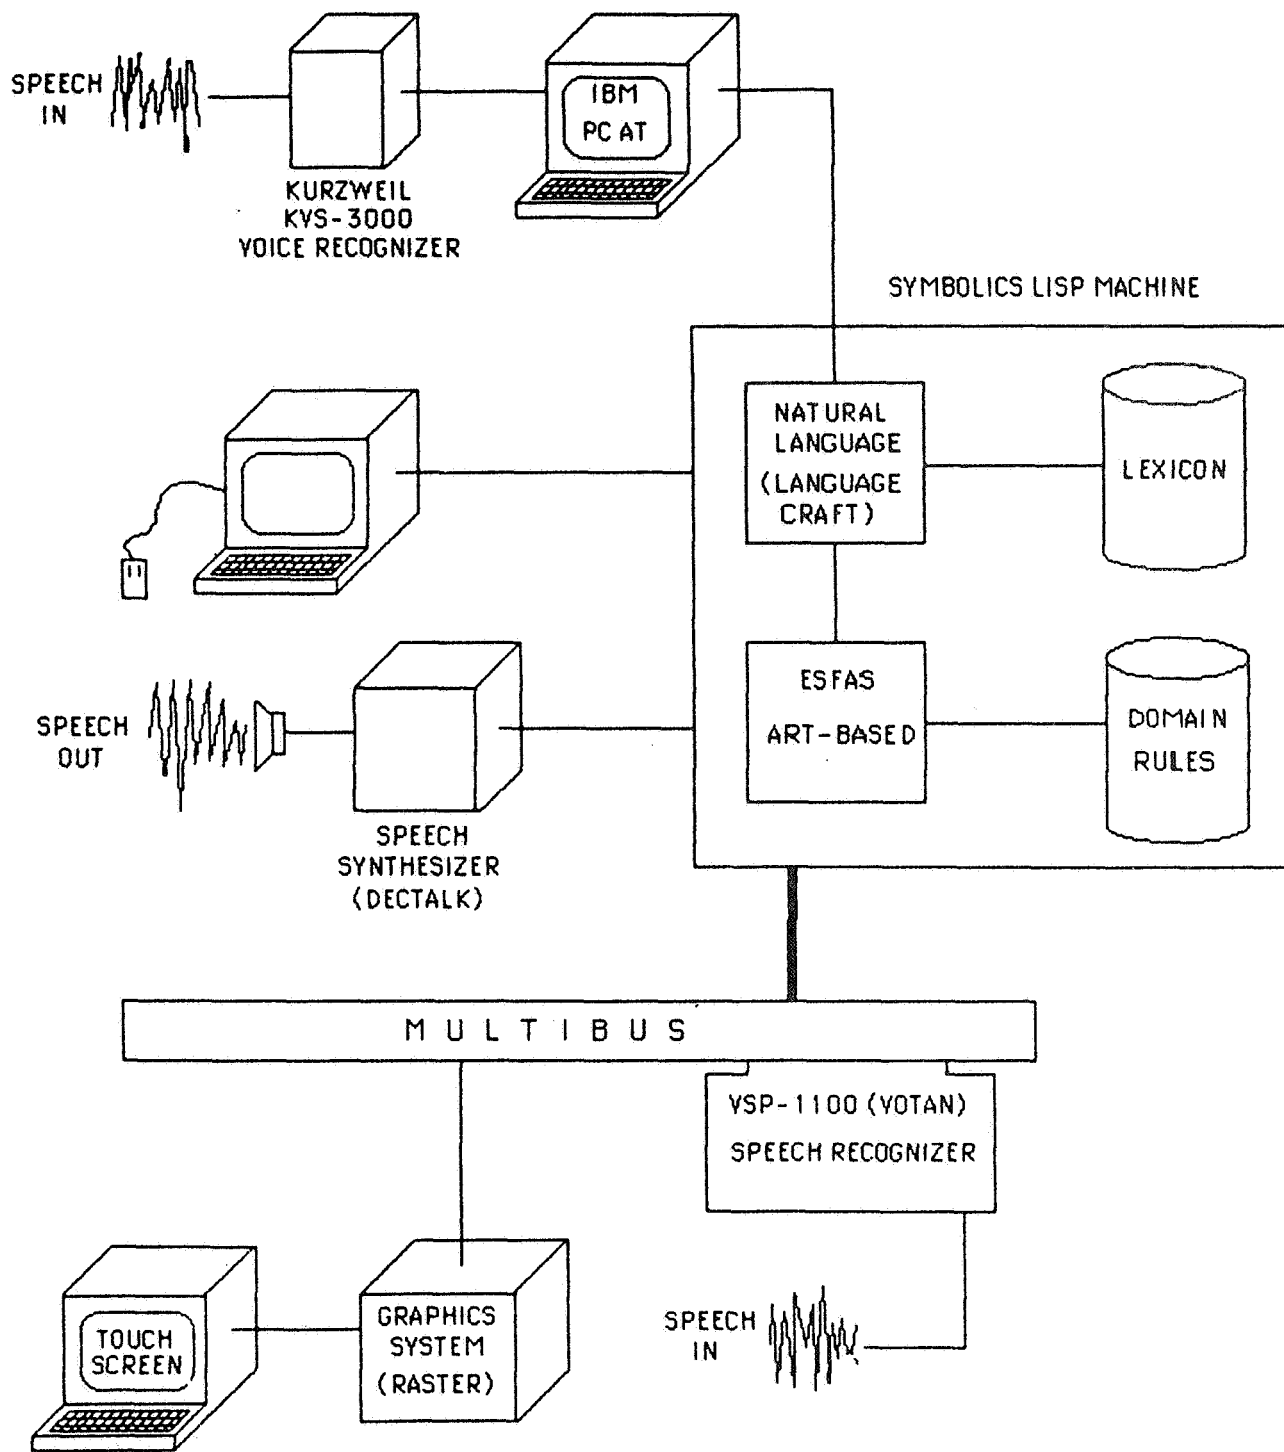 SPEECH
IN
IBM
PC AT
KURZWEIL
KVS-3000
VOICE RECOGNIZER
SYMBOLICS LISP MACHINE
NATURAL
LANGUAGE
(LANGUAGE
CRAFT)
LEXICON
ESFAS
ART-BASED
DOMAIN
RULES
SPEECH
OUT
SPEECH
SYNTHESIZER
(DECTALK)
MULTIBUS
VSP-1100 (VOTAN)
SPEECH RECOGNIZER
TOUCH
SCREEN
GRAPHICS
SYSTEM
(RASTER)
SPEECH
IN